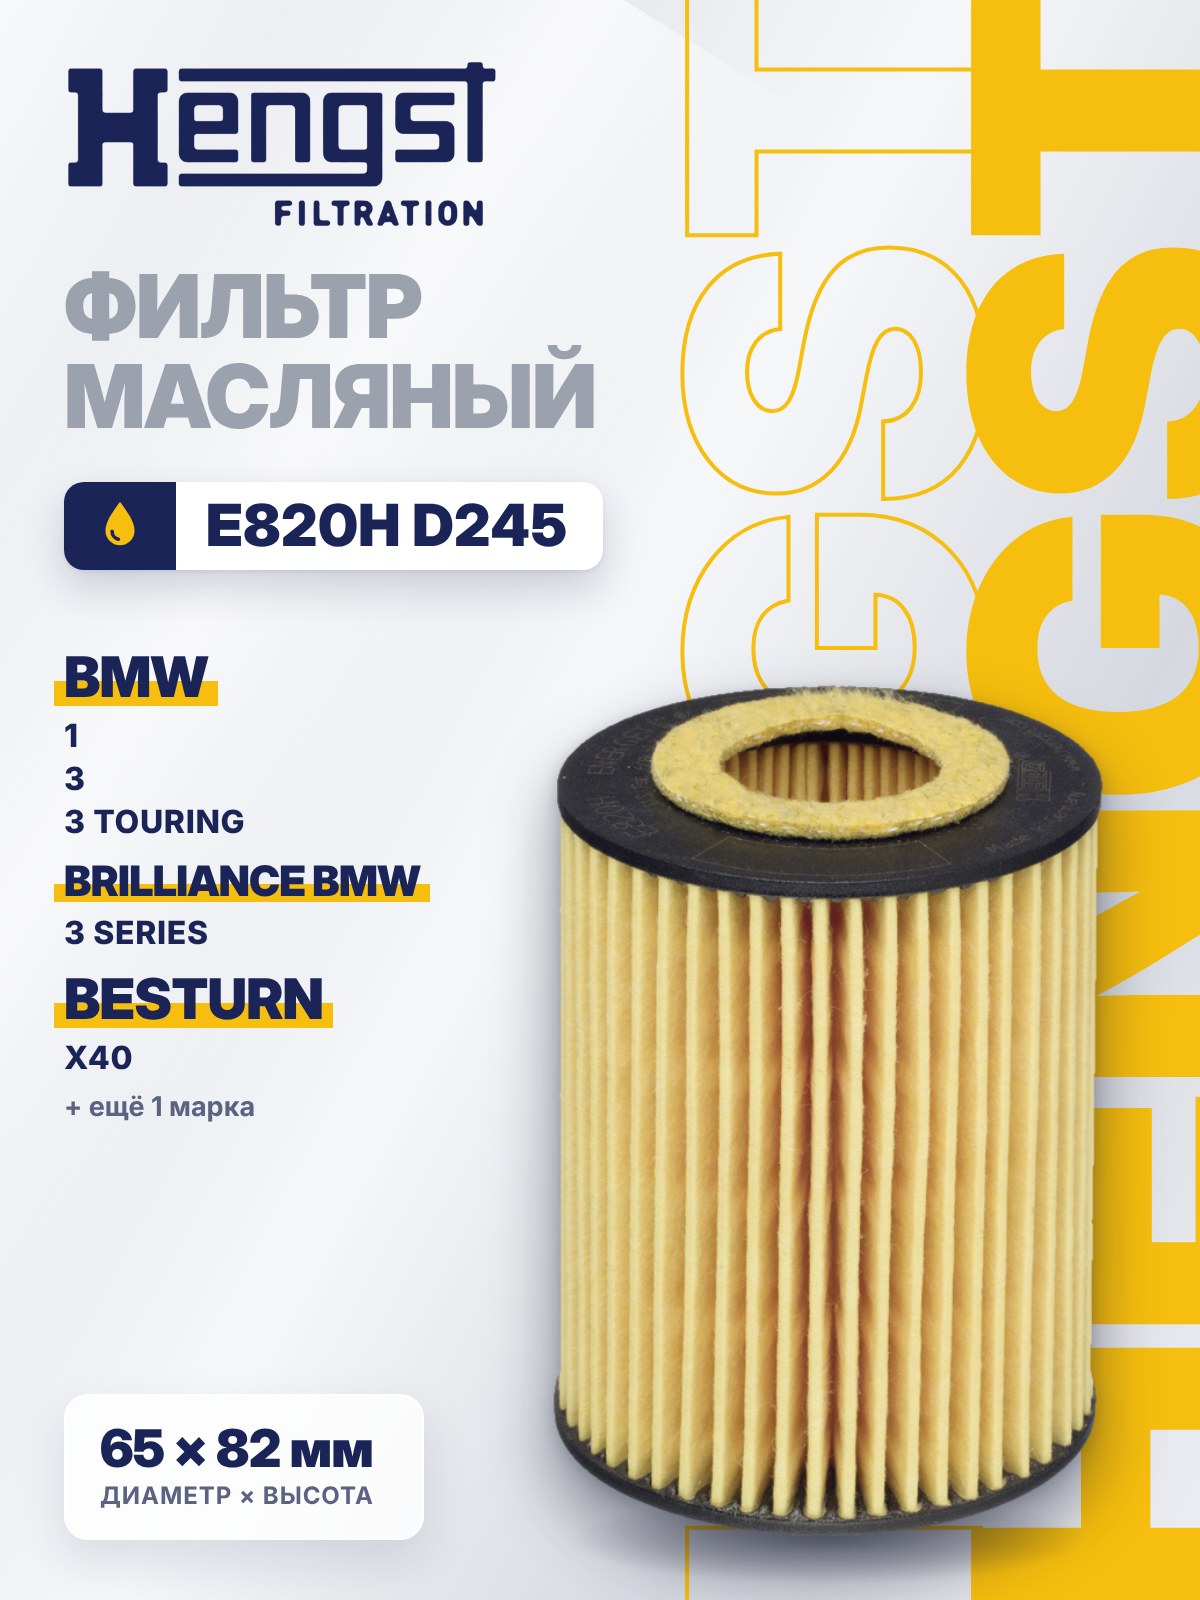 Hengst
FILTRATION
ФИЛЬТР
МАСЛЯНЫЙ
E820H D245
BMW
1
3
3 TOURING
BRILLIANCE BMW
3 SERIES
BESTURN
X40
+ ещё 1 марка
65 × 82 мм
ДИАМЕТР × ВЫСОТА
HENGST